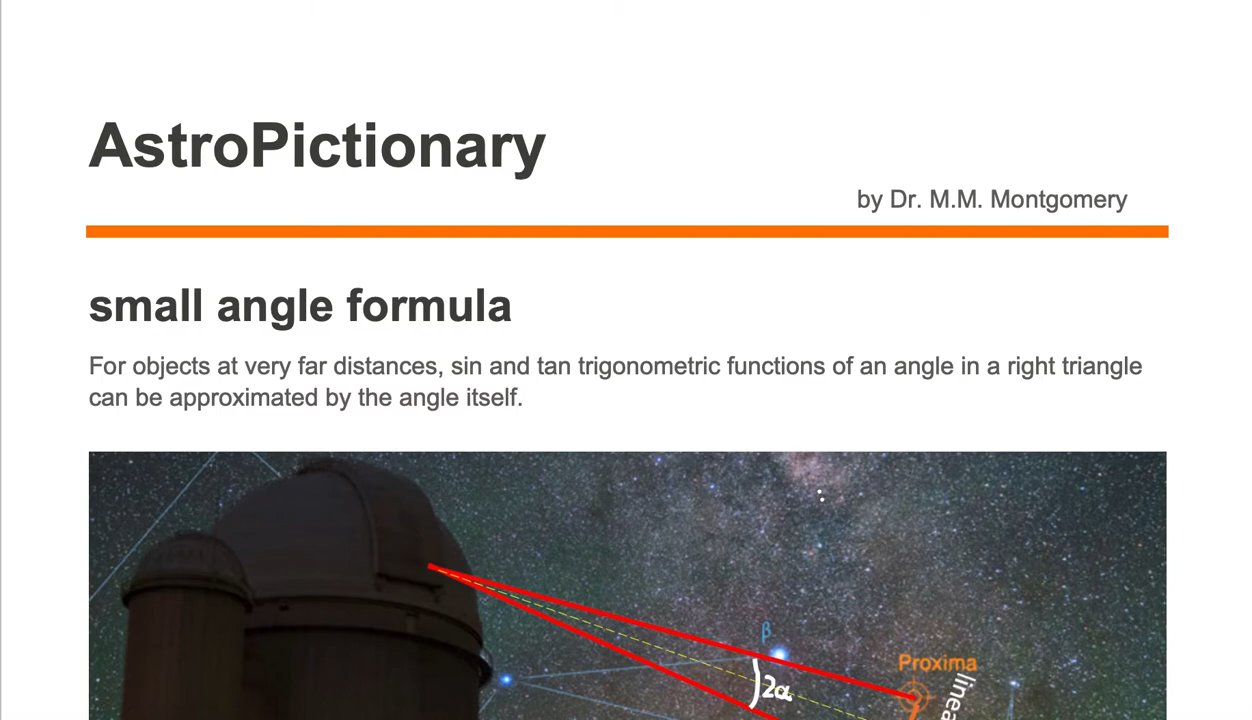 AstroPictionary
by Dr. M.M. Montgomery
small angle formula
For objects at very far distances, sin and tan trigonometric functions of an angle in a right triangle
can be approximated by the angle itself.
β
Proxima
2α